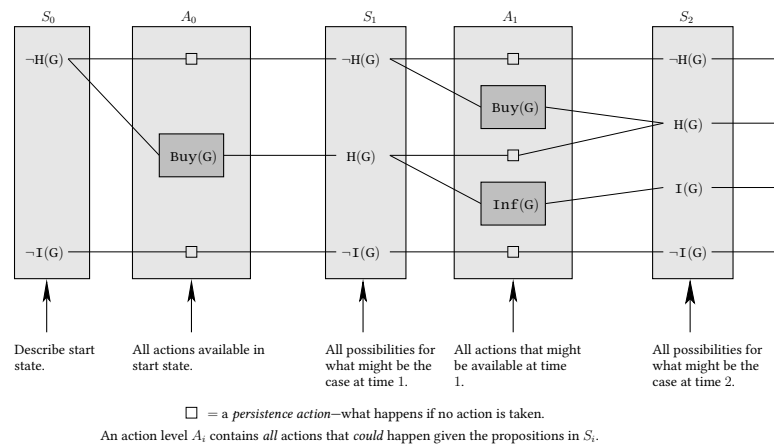 S₀ A₀ S₁ A₁ S₂
¬H(G) ¬H(G) ¬H(G)
Buy(G)
H(G)
Buy(G) H(G) Inf(G) I(G)
¬I(G) ¬I(G) ¬I(G)
Describe start
state.
All actions available in
start state.
All possibilities for
what might be the
case at time 1.
All actions that might
be available at time
1.
All possibilities for
what might be the
case at time 2.
= a persistence action—what happens if no action is taken.
An action level Aᵢ contains all actions that could happen given the propositions in Sᵢ.